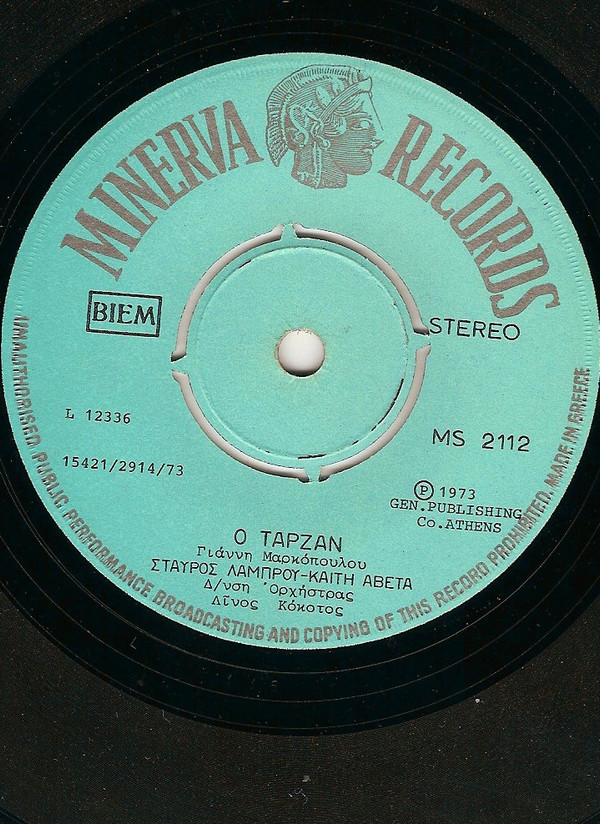 MINERVA RECORDS
BIEM
STEREO
L 12336
MS 2112
15421/2914/73
Ⓟ 1973
GEN.PUBLISHING
Co.ATHENS
Ο ΤΑΡΖΑΝ
Γιάννη Μαρκόπουλου
ΣΤΑΥΡΟΣ ΛΑΜΠΡΟΥ-ΚΑΙΤΗ ΑΒΕΤΑ
Δ/νση Ὀρχήστρας
Λῖνος Κόκοτος
UNAUTHORISED PUBLIC PERFORMANCE BROADCASTING AND COPYING OF THIS RECORD PROHIBITED. MADE IN GREECE